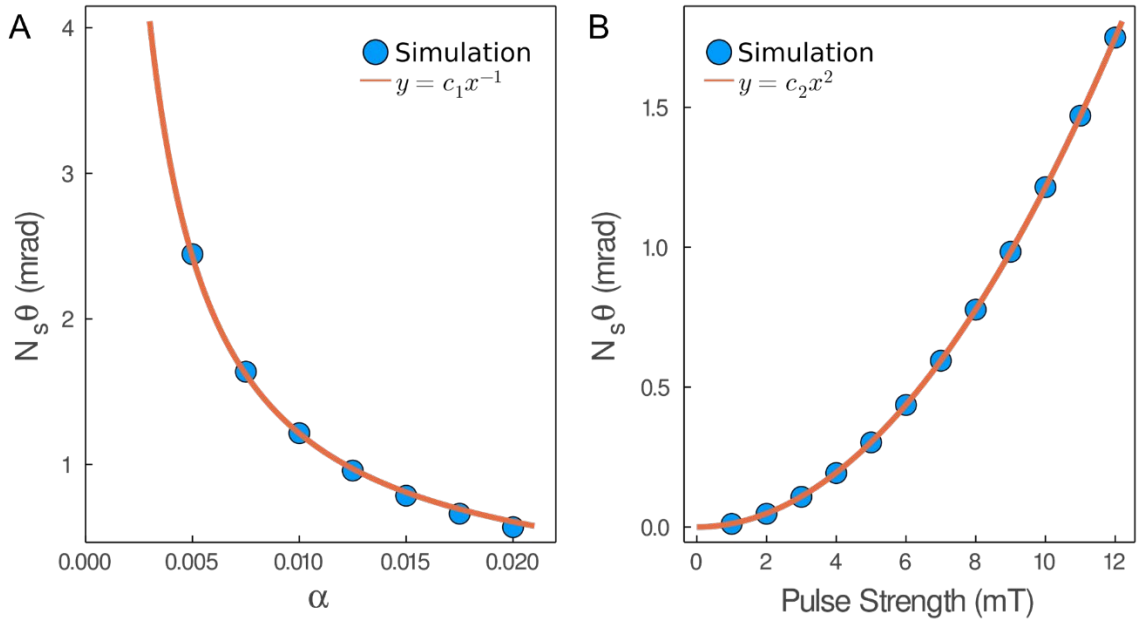 A
Simulation
y = c₁x⁻¹
4
3
2
1
0.000
0.005
0.010
0.015
0.020
Nₛθ (mrad)
α
B
Simulation
y = c₂x²
1.5
1.0
0.5
0.0
0
2
4
6
8
10
12
Nₛθ (mrad)
Pulse Strength (mT)